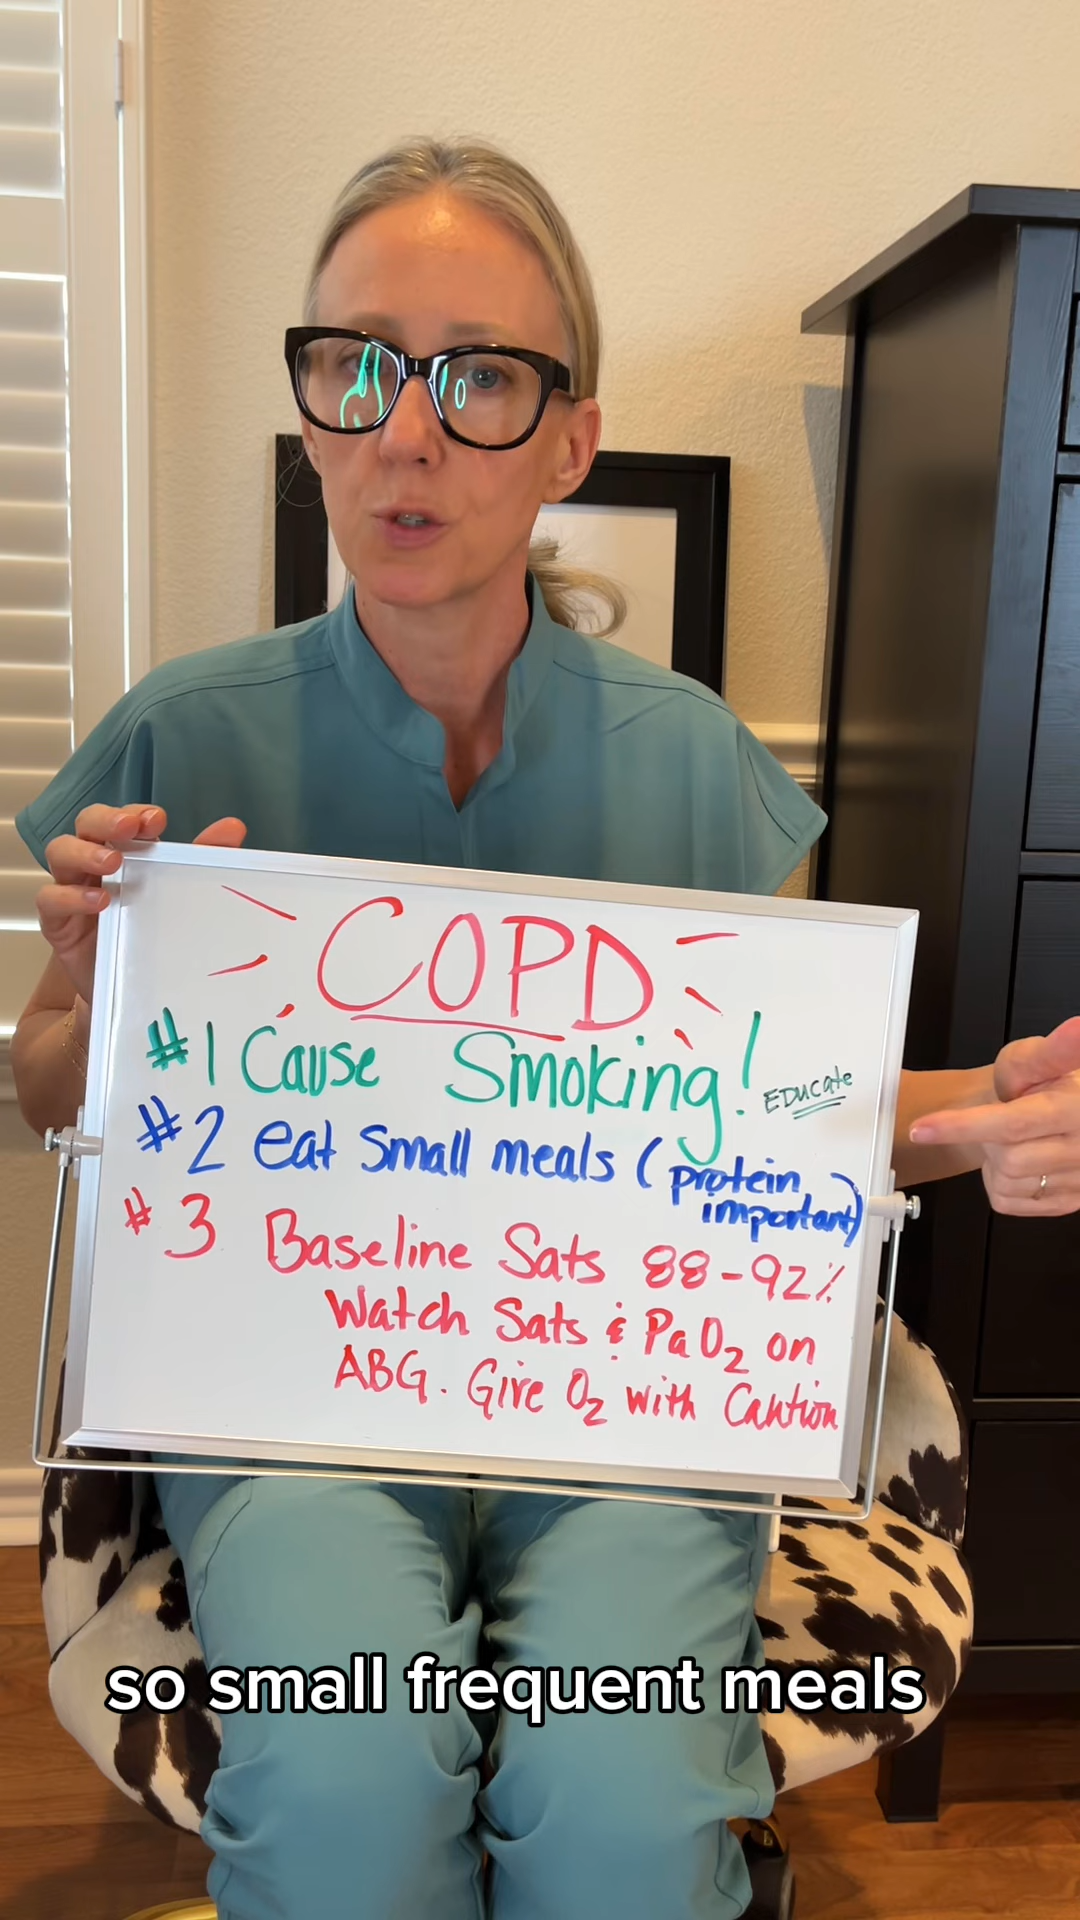 COPD
#1 Cause Smoking! EDucate
#2 eat small meals (protein
important)
#3 Baseline Sats 88-92%
Watch Sats & PaO2 on
ABG. Give O2 with Caution
so small frequent meals